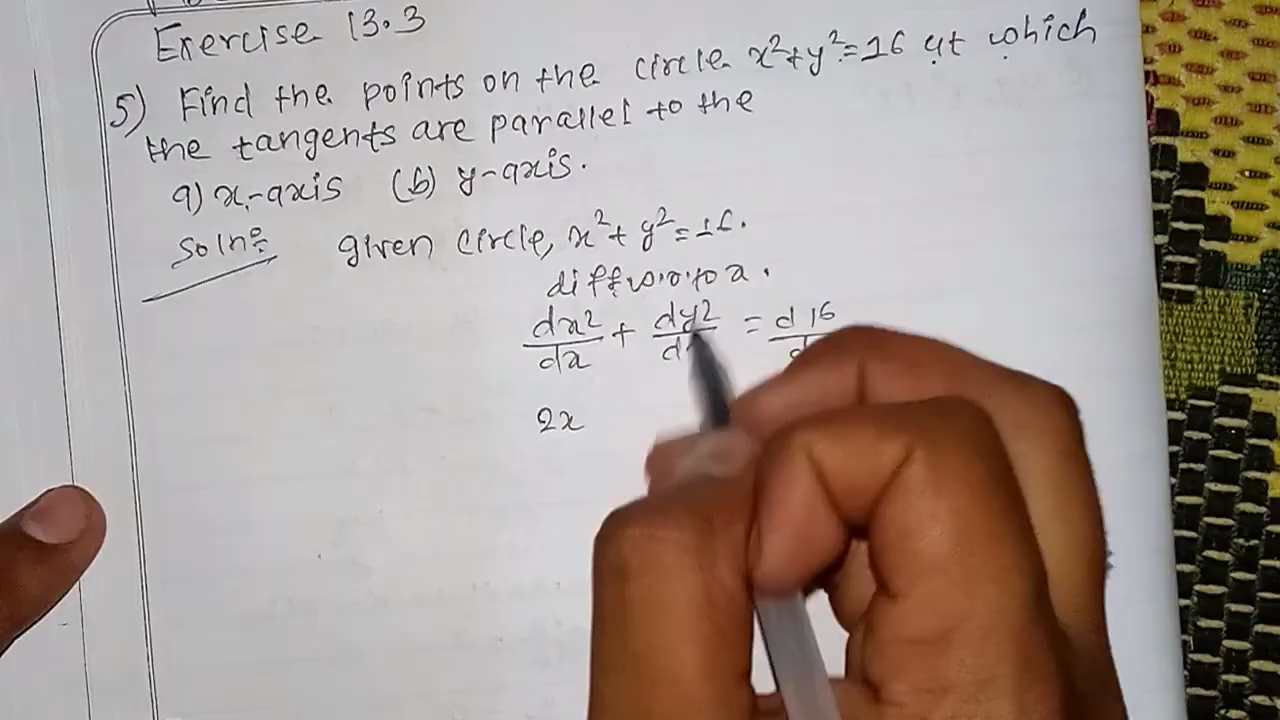 Exercise 13.3
5) Find the points on the circle x²+y²=16 at which
the tangents are parallel to the
a) x-axis (b) y-axis.
Soln: given circle, x²+y²=16.
diff w.r.to x.
dx²/dx + dy²/ = d16/
2x